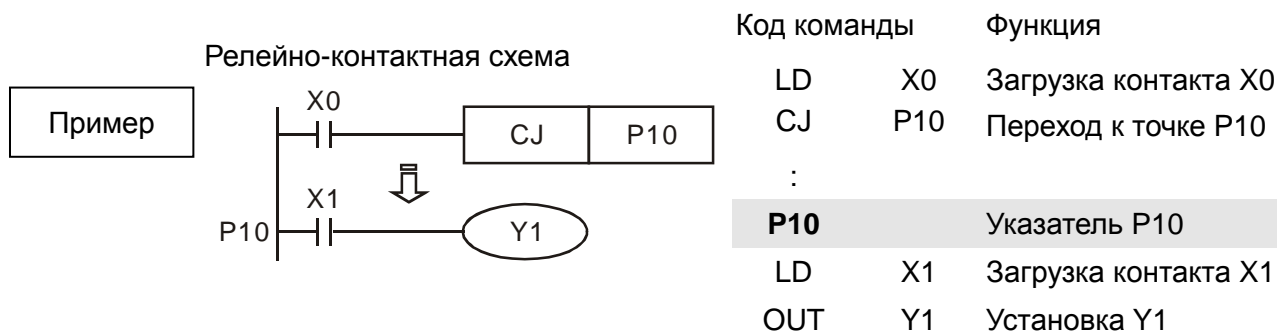 Пример
Релейно-контактная схема
X0
CJ P10
X1
P10 Y1
Код команды Функция
LD X0 Загрузка контакта X0
CJ P10 Переход к точке P10
:
P10 Указатель P10
LD X1 Загрузка контакта X1
OUT Y1 Установка Y1